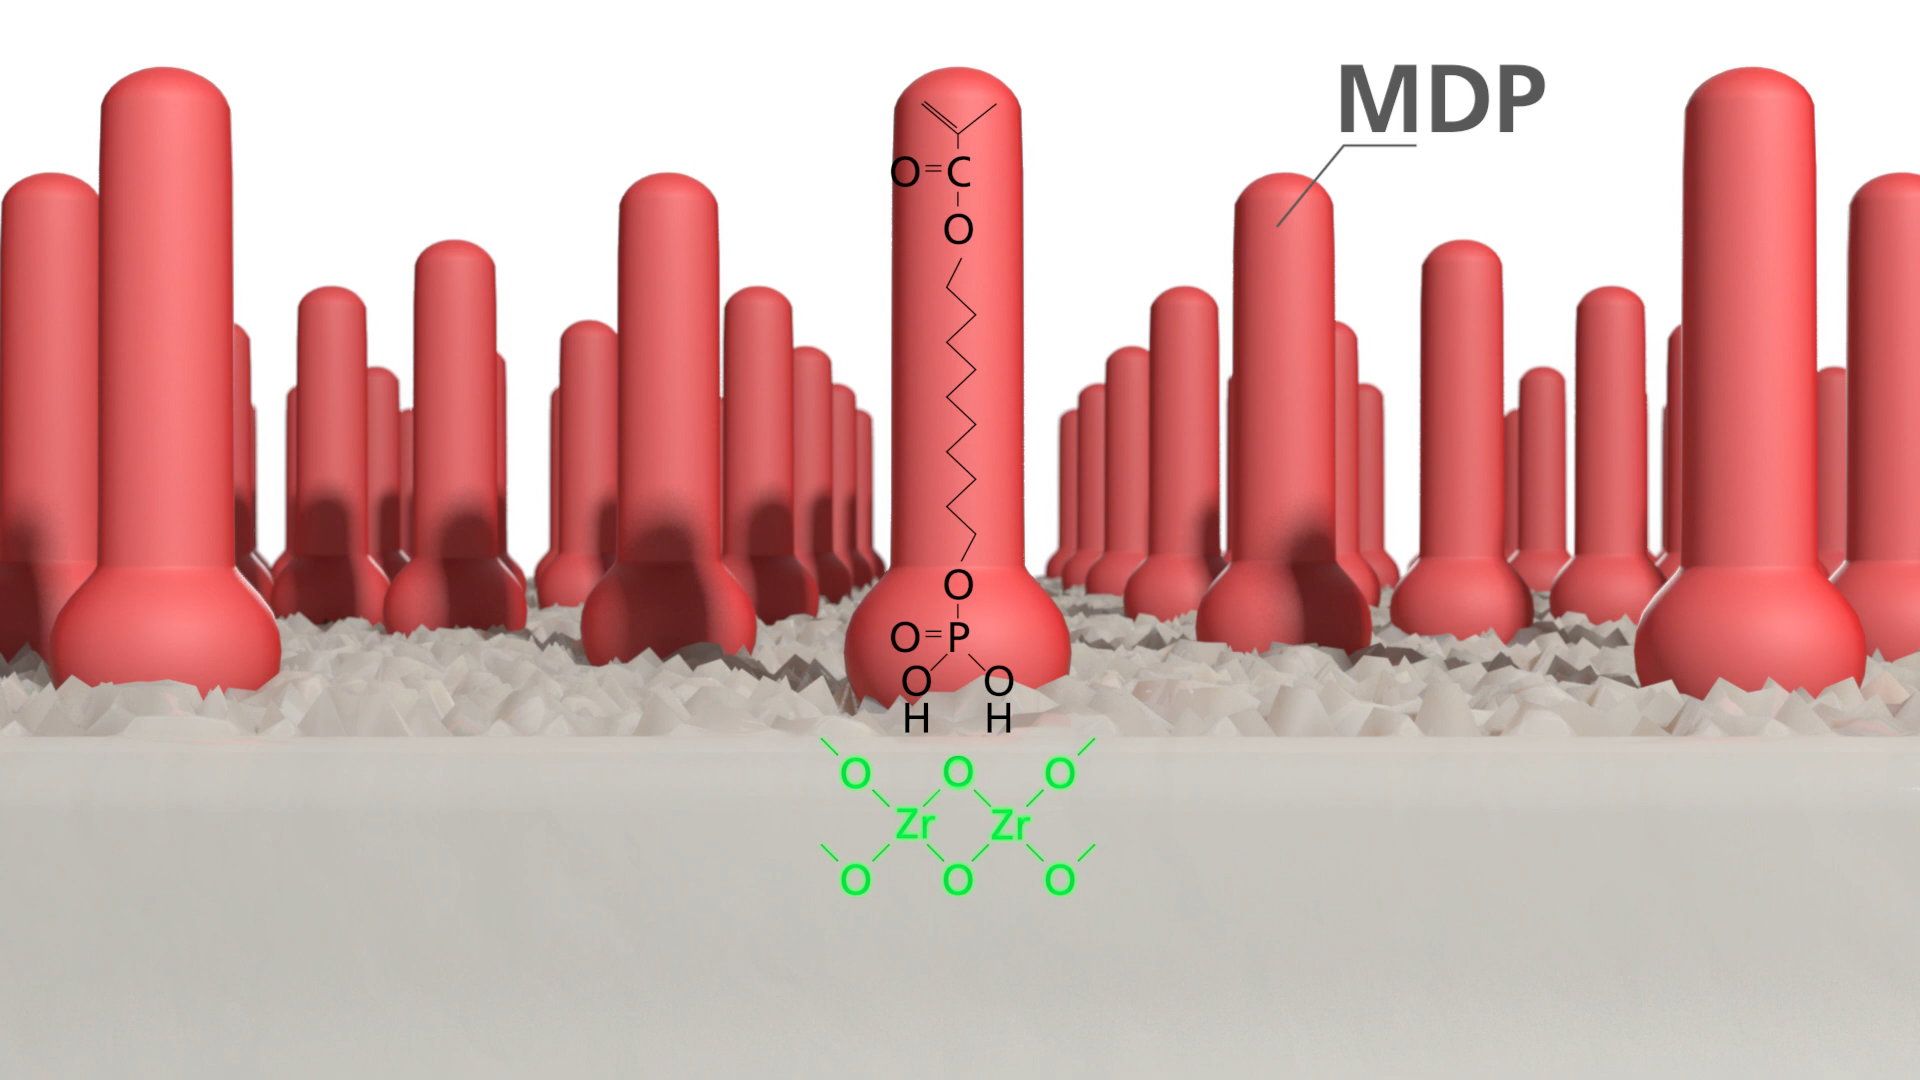 MDP
O=C
O
O
O=P
O O
H H
O O O
Zr Zr
O O O